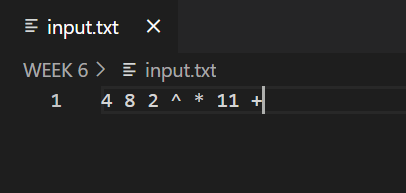 input.txt ×
WEEK 6 > input.txt
1 4 8 2 ^ * 11 +